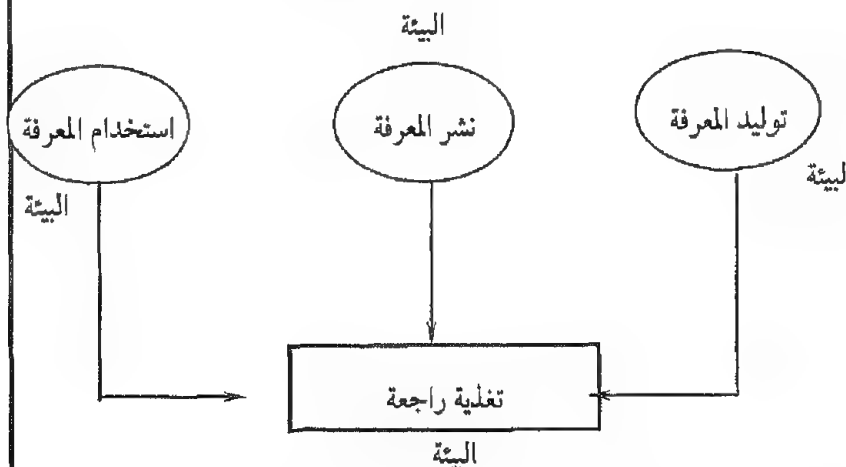 البيئة
توليد المعرفة
نشر المعرفة
استخدام المعرفة
لبيئة
البيئة
تغذية راجعة
البيئة